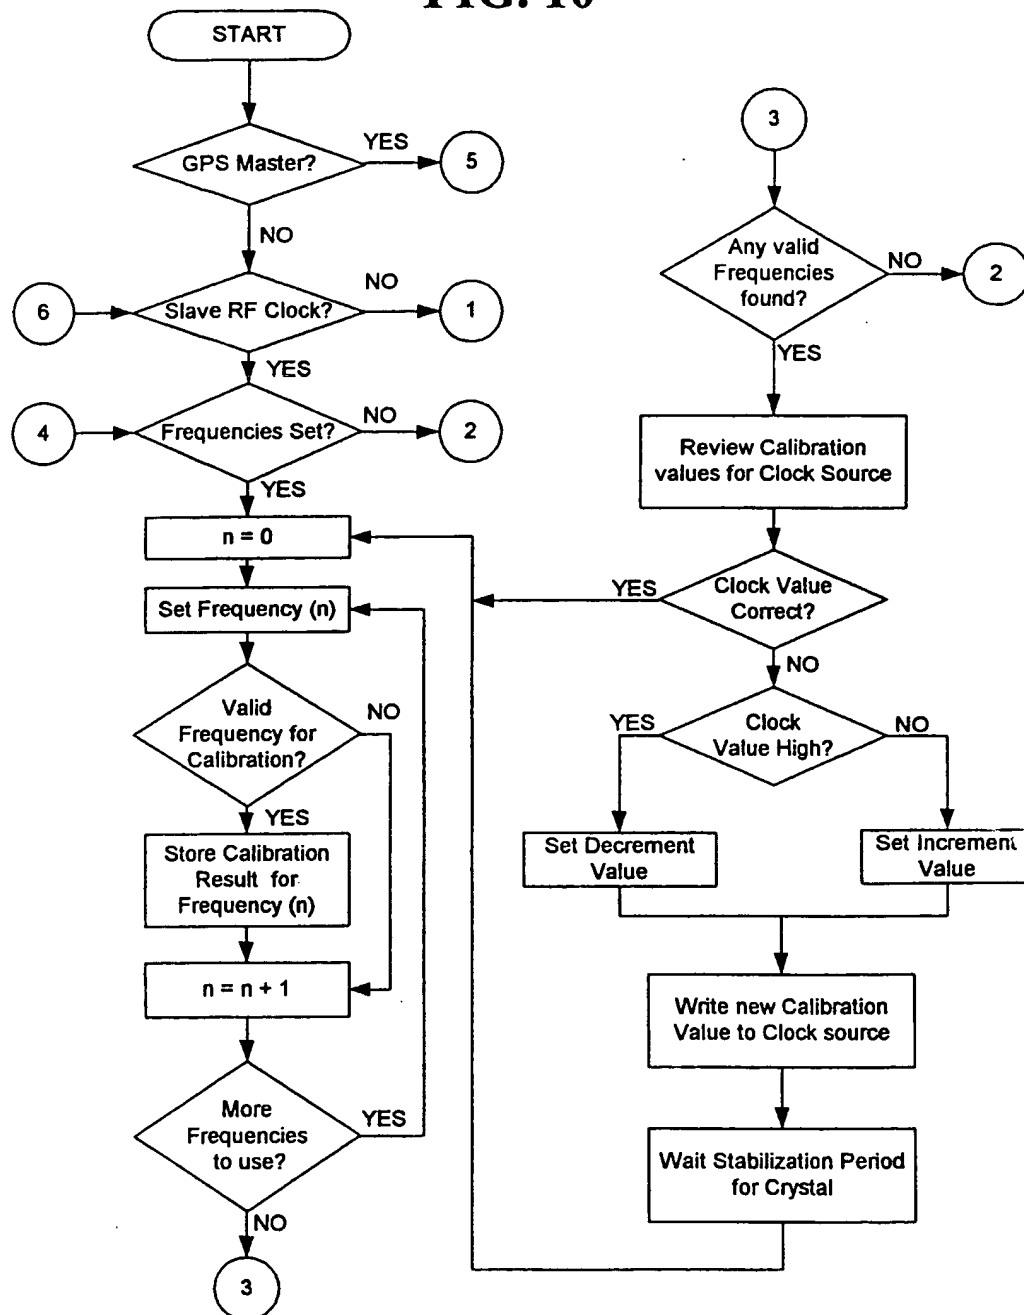 FIG. 10
START
GPS Master?
YES
5
NO
6
Slave RF Clock?
NO
1
YES
4
Frequencies Set?
NO
2
YES
n = 0
Set Frequency (n)
Valid
Frequency for
Calibration?
NO
YES
Store Calibration
Result for
Frequency (n)
n = n + 1
More
Frequencies
to use?
YES
NO
3
3
Any valid
Frequencies
found?
NO
2
YES
Review Calibration
values for Clock Source
Clock Value
Correct?
YES
NO
Clock
Value High?
YES
NO
Set Decrement
Value
Set Increment
Value
Write new Calibration
Value to Clock source
Wait Stabilization Period
for Crystal